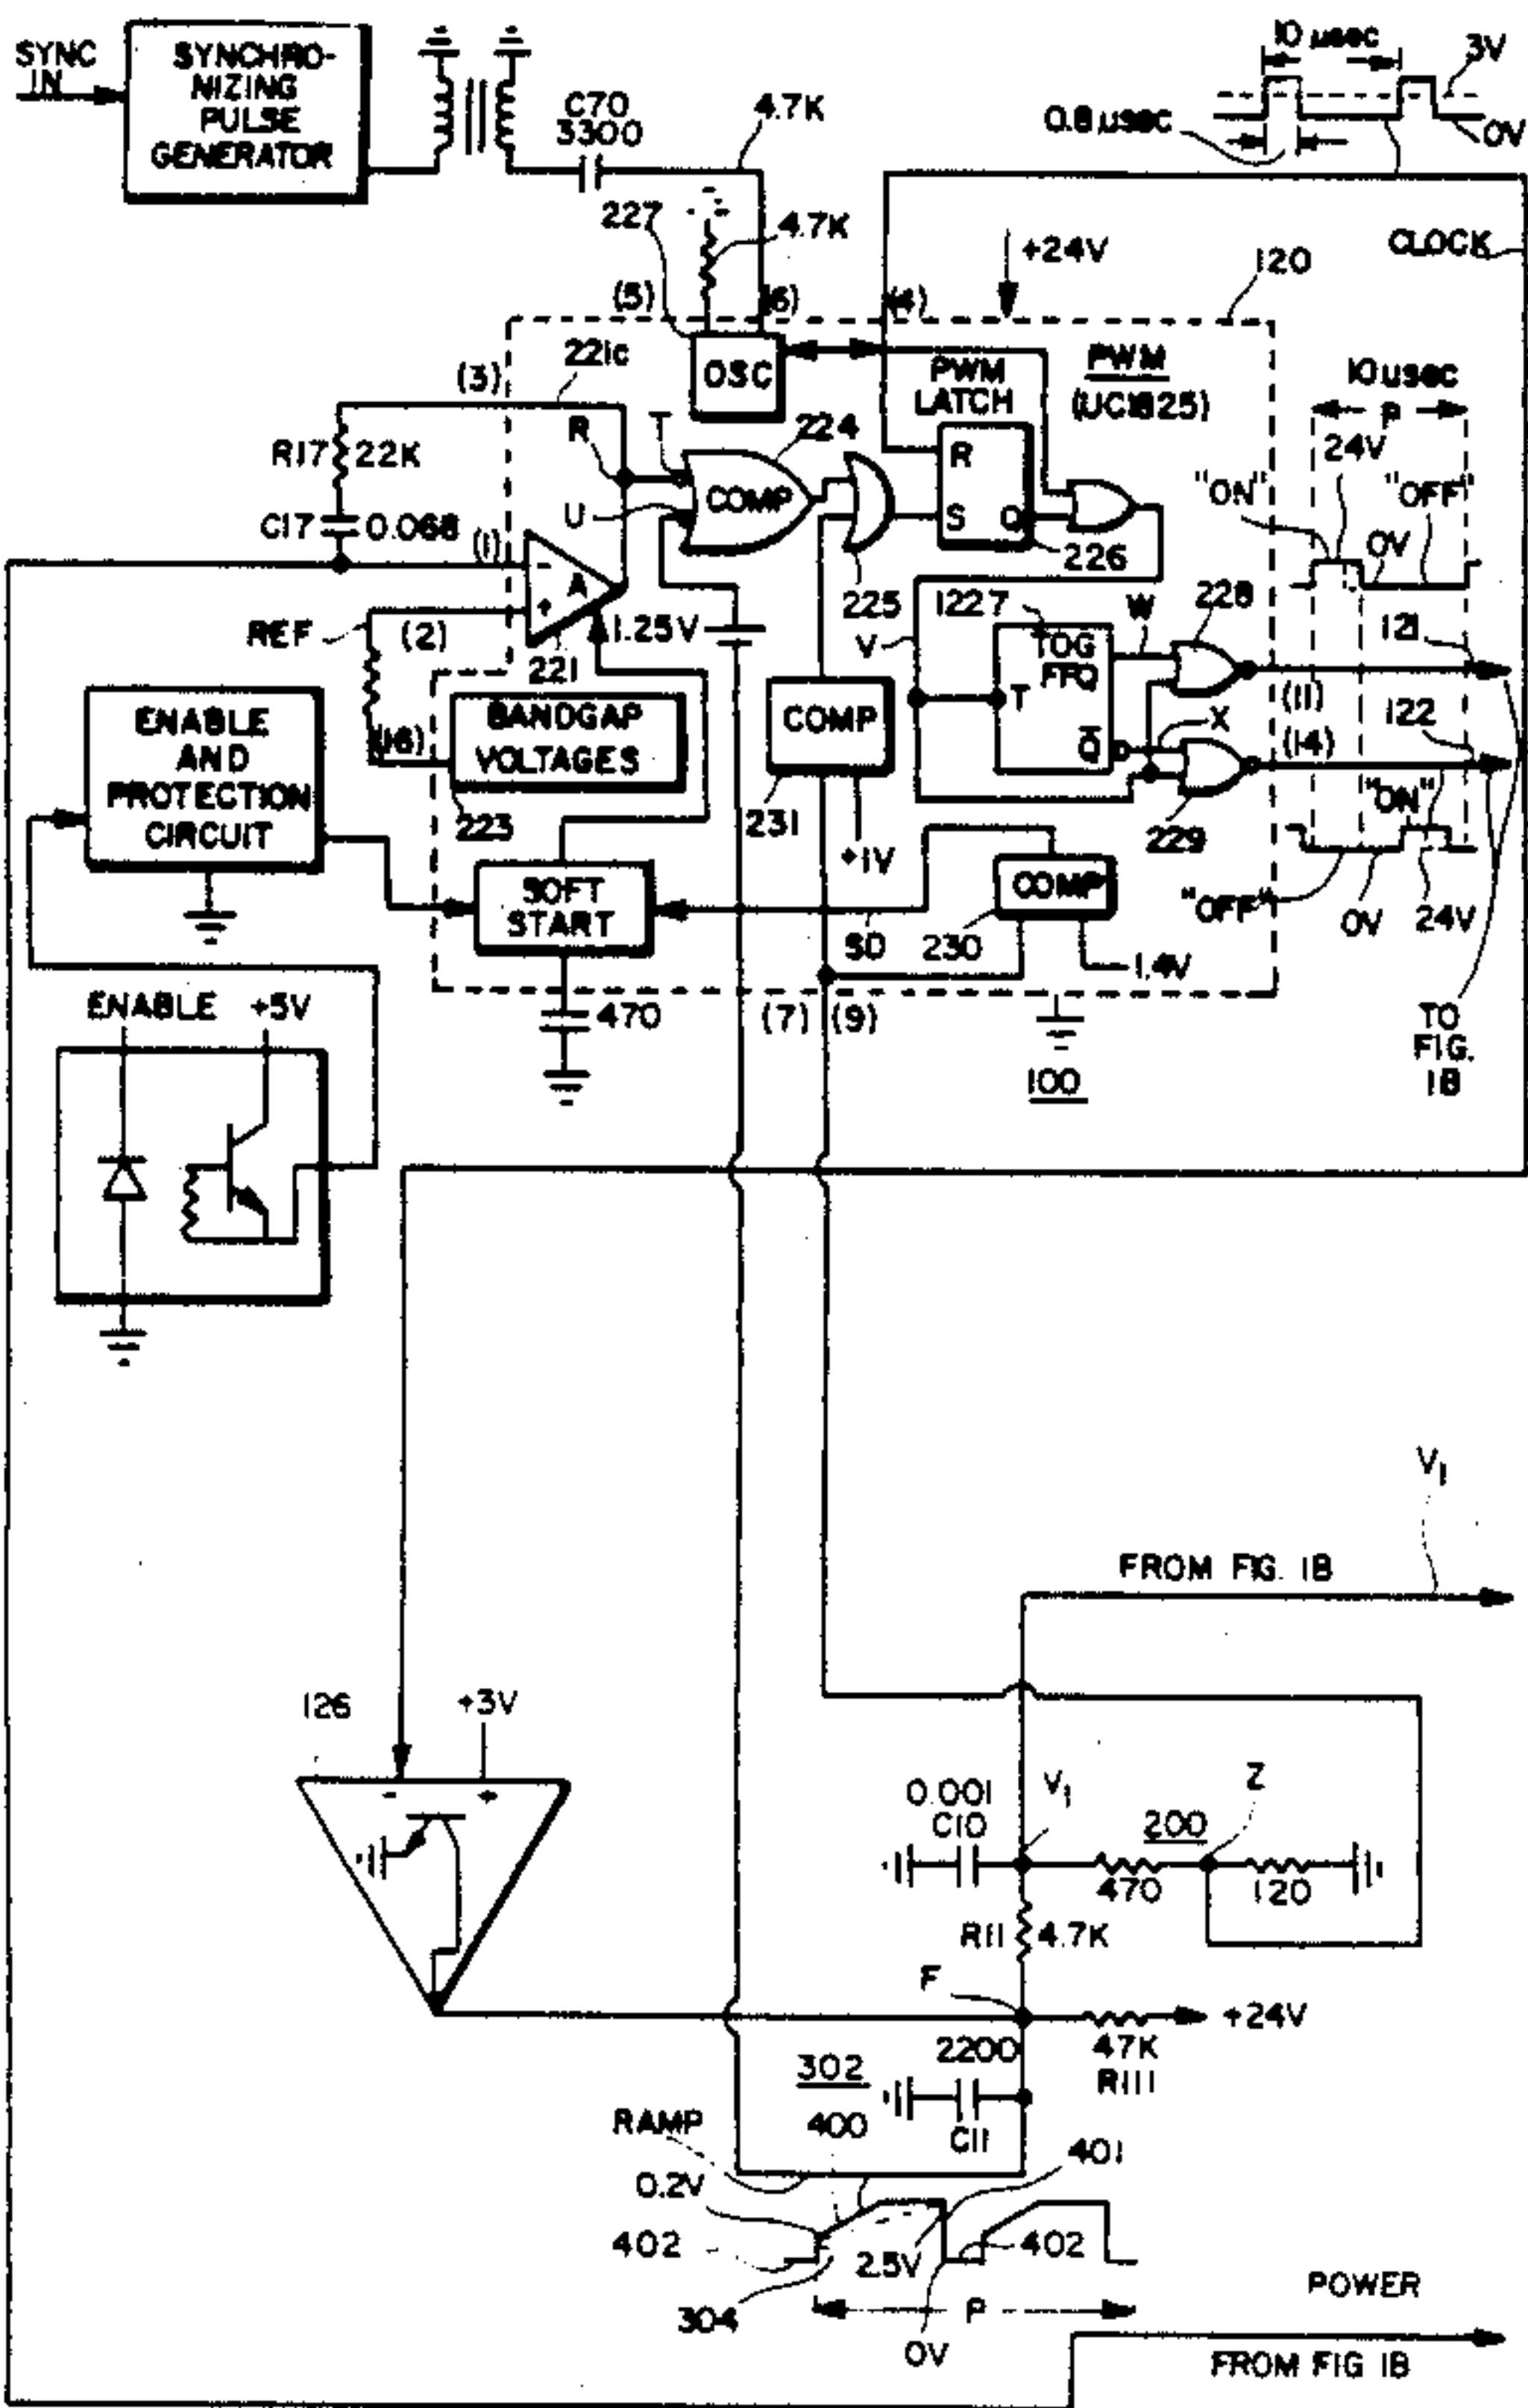 SYNC
IN
SYNCHRO-
NIZING
PULSE
GENERATOR
C70
3300
4.7K
10 µsec
3V
0.8 µsec
0V
227
4.7K
CLOCK
+24V
120
(5)
(6)
(4)
221c
(3)
OSC
PWM
LATCH
PWM
(UC1825)
10 usec
P
R17
22K
R
T
224
COMP
U
R
S
Q
226
24V
"ON"
"OFF"
0V
C17
0.068
(1)
-
A
+
REF
(2)
221
1.25V
225
1227
TOG
FFQ
V
T
Q̅
W
228
121
(11)
X
122
(14)
ENABLE
AND
PROTECTION
CIRCUIT
(16)
BANDGAP
VOLTAGES
223
COMP
231
+1V
229
"ON"
SOFT
START
COMP
SD
230
1.4V
"OFF"
0V
24V
ENABLE
+5V
470
(7)
(9)
100
TO
FIG.
1B
V1
FROM FIG. 1B
126
+3V
-
+
0.001
C10
V1
200
Z
470
120
R11
4.7K
F
+24V
2200
47K
R111
302
C11
RAMP
400
401
0.2V
402
2.5V
402
304
P
0V
POWER
FROM FIG 1B